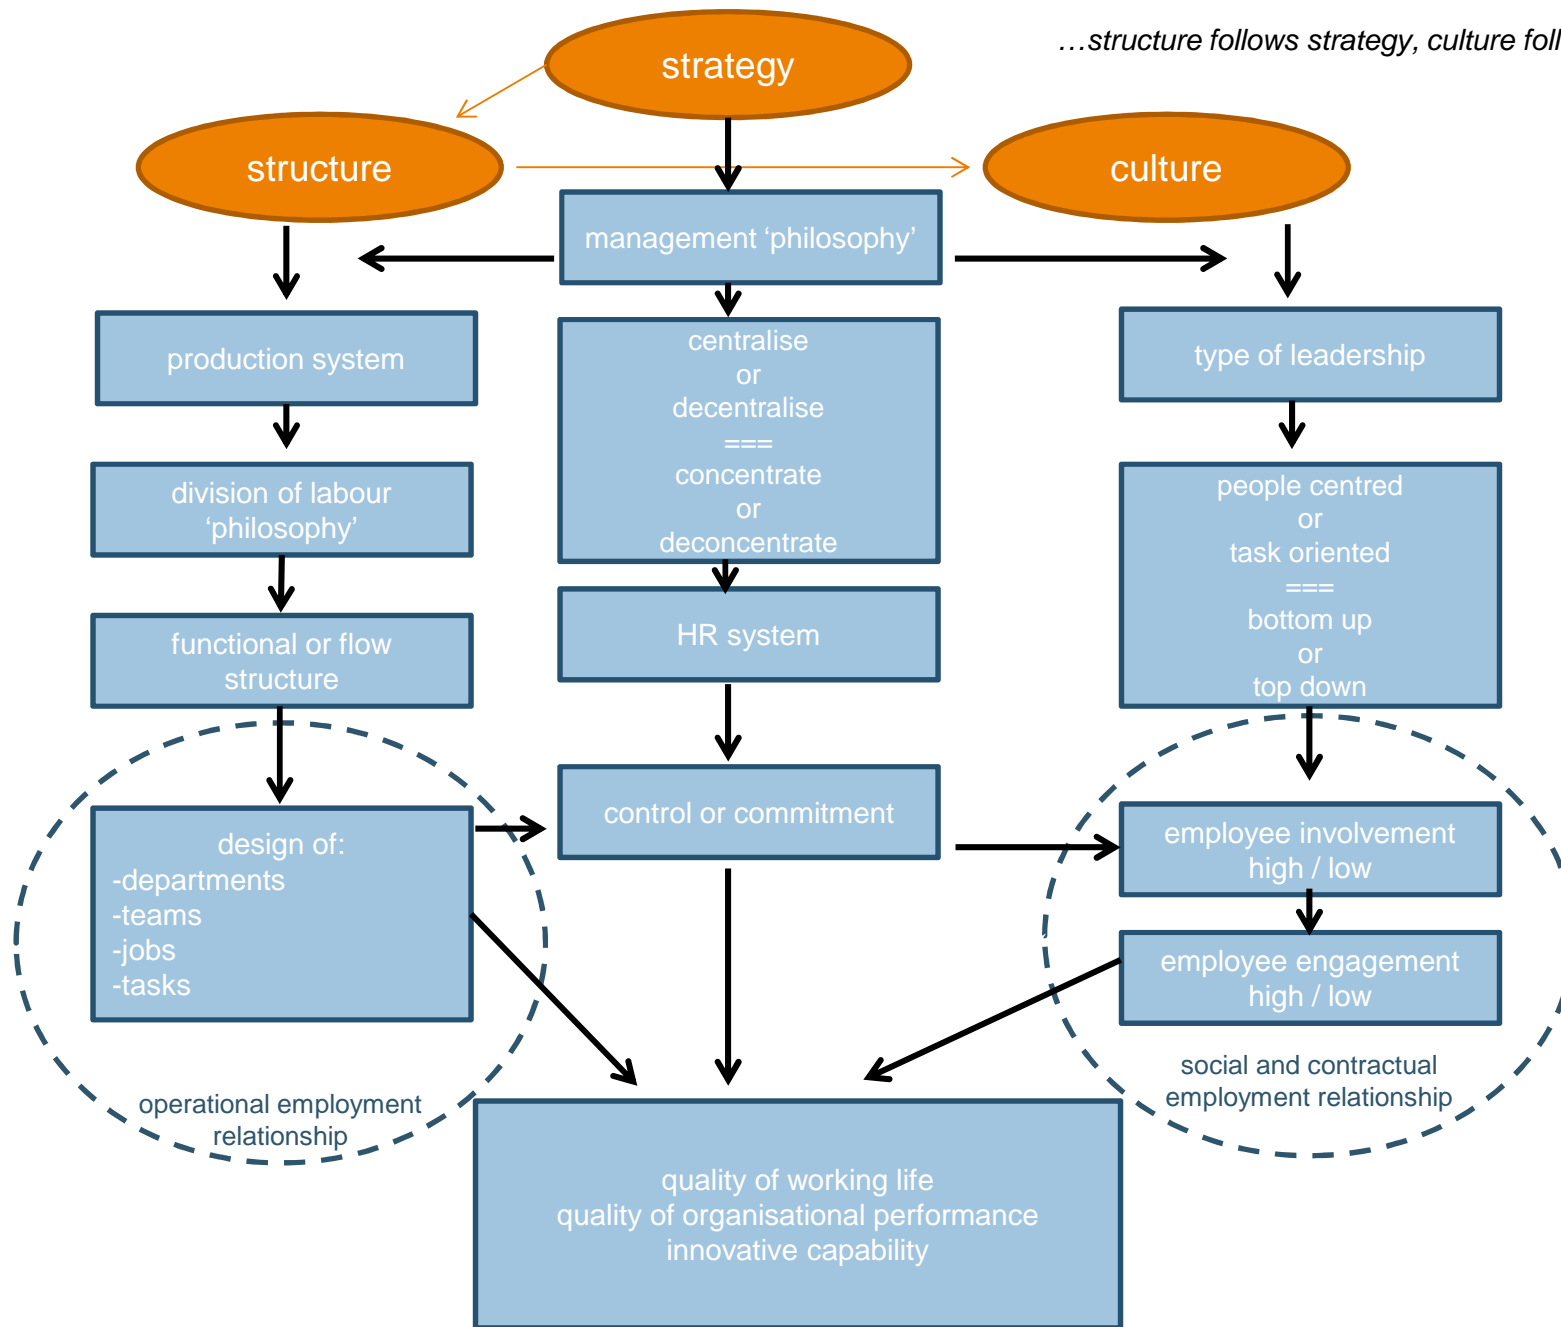 …structure follows strategy, culture foll
strategy
structure
culture
management ‘philosophy’
production system
centralise
or
decentralise
===
concentrate
or
deconcentrate
type of leadership
division of labour
‘philosophy’
people centred
or
task oriented
===
bottom up
or
top down
functional or flow
structure
HR system
control or commitment
design of:
-departments
-teams
-jobs
-tasks
employee involvement
high / low
employee engagement
high / low
operational employment
relationship
social and contractual
employment relationship
quality of working life
quality of organisational performance
innovative capability